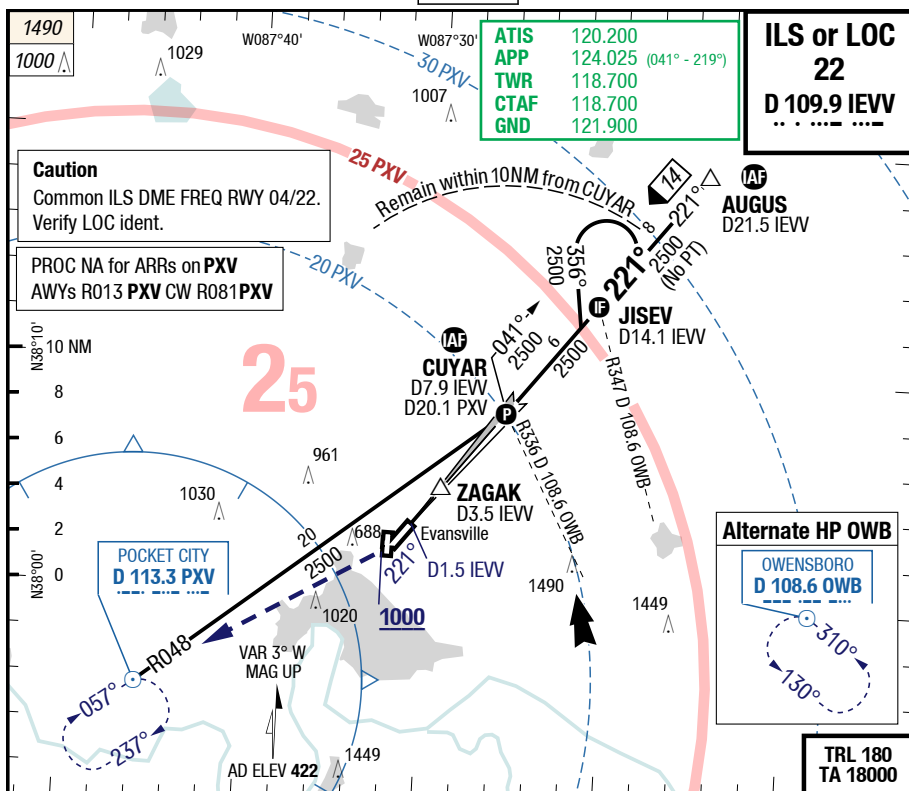 1490
1000
1029
W087°40'
W087°30'
30 PXV
1007
ATIS 120.200
APP 124.025 (041° - 219°)
TWR 118.700
CTAF 118.700
GND 121.900
ILS or LOC
22
D 109.9 IEVV
Caution
Common ILS DME FREQ RWY 04/22.
Verify LOC ident.
25 PXV
Remain within 10NM from CUYAR
14
IAF
AUGUS
D21.5 IEVV
8
221°
2500
(No PT)
PROC NA for ARRs on PXV
AWYs R013 PXV CW R081PXV
20 PXV
356°
2500
221°
IF
JISEV
D14.1 IEVV
N38°10'
10 NM
8
6
4
2
0
N38°00'
25
IAF
CUYAR
D7.9 IEVV
D20.1 PXV
041°
2500
6
2500
P
R347 D 108.6 OWB
R336 D 108.6 OWB
961
1030
ZAGAK
D3.5 IEVV
20
2500
688
Evansville
221°
D1.5 IEVV
1000
1020
1490
1449
POCKET CITY
D 113.3 PXV
R048
057°
237°
VAR 3° W
MAG UP
AD ELEV 422
1449
Alternate HP OWB
OWENSBORO
D 108.6 OWB
310°
130°
TRL 180
TA 18000